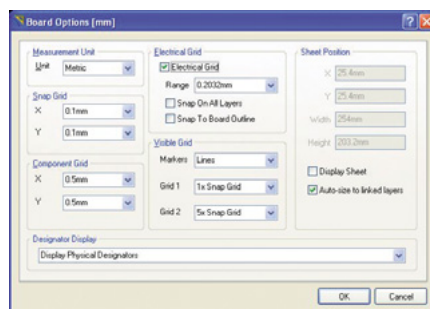 Board Options [mm]
Measurement Unit
Unit Metric
Snap Grid
X 0.1mm
Y 0.1mm
Component Grid
X 0.5mm
Y 0.5mm
Electrical Grid
Electrical Grid
Range 0.2032mm
Snap On All Layers
Snap To Board Outline
Visible Grid
Markers Lines
Grid 1 1x Snap Grid
Grid 2 5x Snap Grid
Sheet Position
X 25.4mm
Y 25.4mm
Width 254mm
Height 203.2mm
Display Sheet
Auto-size to linked layers
Designator Display
Display Physical Designators
OK Cancel